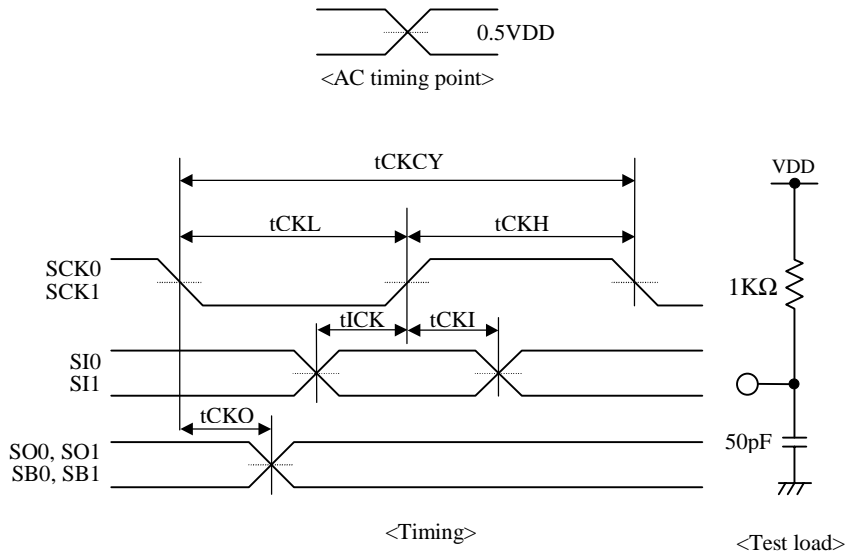 0.5VDD
<AC timing point>
tCKCY
VDD
tCKL
tCKH
SCK0
SCK1
1KΩ
tICK
tCKI
SI0
SI1
tCKO
SO0, SO1
SB0, SB1
50pF
<Timing>
<Test load>